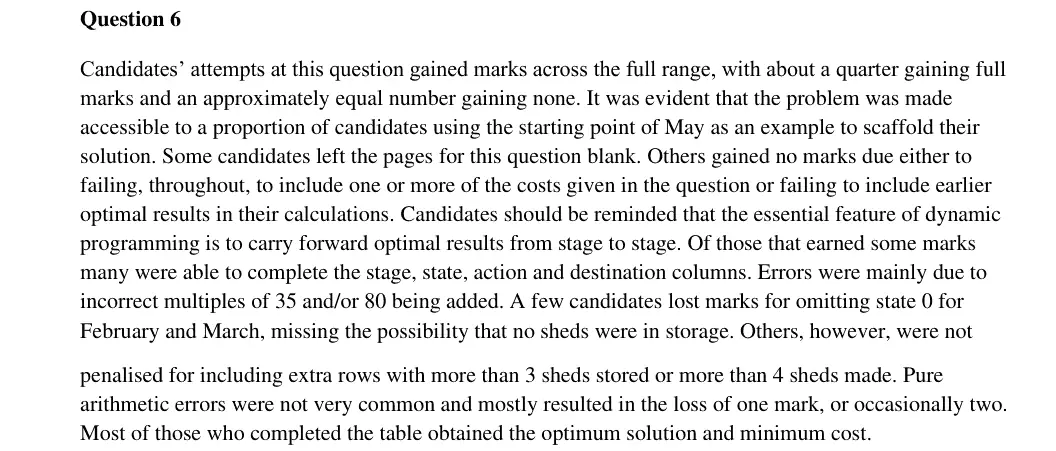 Question 6
Candidates' attempts at this question gained marks across the full range, with about a quarter gaining full
marks and an approximately equal number gaining none. It was evident that the problem was made
accessible to a proportion of candidates using the starting point of May as an example to scaffold their
solution. Some candidates left the pages for this question blank. Others gained no marks due either to
failing, throughout, to include one or more of the costs given in the question or failing to include earlier
optimal results in their calculations. Candidates should be reminded that the essential feature of dynamic
programming is to carry forward optimal results from stage to stage. Of those that earned some marks
many were able to complete the stage, state, action and destination columns. Errors were mainly due to
incorrect multiples of 35 and/or 80 being added. A few candidates lost marks for omitting state 0 for
February and March, missing the possibility that no sheds were in storage. Others, however, were not
penalised for including extra rows with more than 3 sheds stored or more than 4 sheds made. Pure
arithmetic errors were not very common and mostly resulted in the loss of one mark, or occasionally two.
Most of those who completed the table obtained the optimum solution and minimum cost.